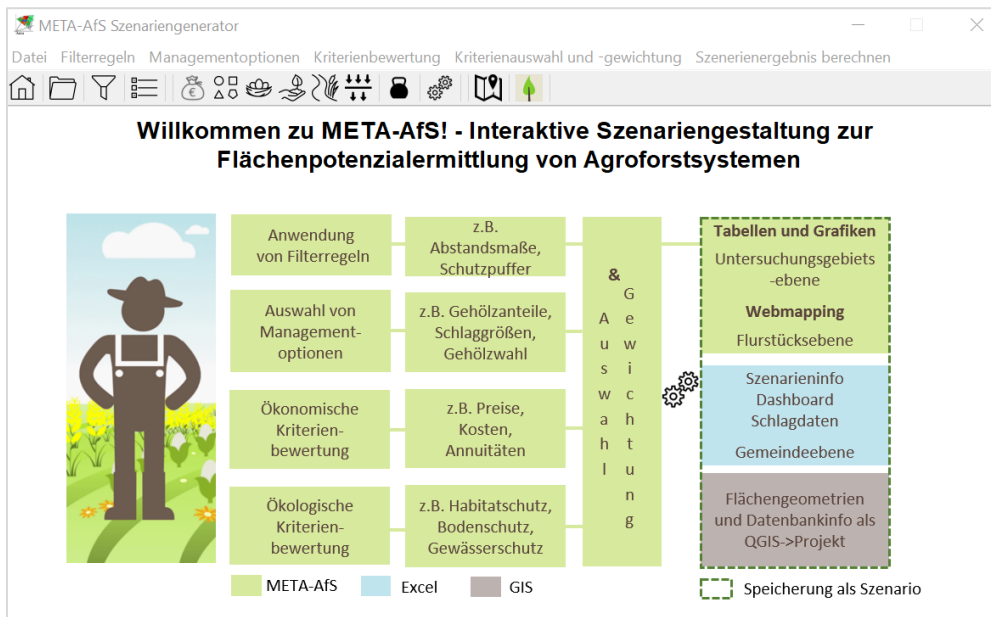 META-AfS Szenariengenerator
Datei Filterregeln Managementoptionen Kriterienbewertung Kriterienauswahl und -gewichtung Szenerienergebnis berechnen
Willkommen zu META-AfS! - Interaktive Szenariengestaltung zur
Flächenpotenzialermittlung von Agroforstsystemen
Anwendung
von Filterregeln
z.B.
Abstandsmaße,
Schutzpuffer
Auswahl von
Management-
optionen
z.B. Gehölzanteile,
Schlaggrößen,
Gehölzwahl
Ökonomische
Kriterien-
bewertung
z.B. Preise,
Kosten,
Annuitäten
Ökologische
Kriterien-
bewertung
z.B. Habitatschutz,
Bodenschutz,
Gewässerschutz
Auswahl
&
Gewichtung
Tabellen und Grafiken
Untersuchungsgebiets
-ebene
Webmapping
Flurstücksebene
Szenarieninfo
Dashboard
Schlagdaten
Gemeindeebene
Flächengeometrien
und Datenbankinfo als
QGIS->Projekt
META-AfS
Excel
GIS
Speicherung als Szenario